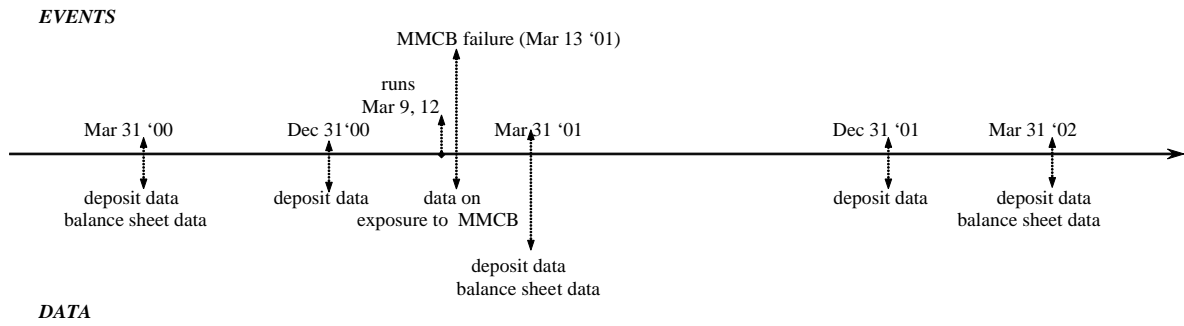 EVENTS
MMCB failure (Mar 13 ‘01)
runs
Mar 9, 12
Mar 31 ‘00
Dec 31‘00
Mar 31 ‘01
Dec 31 ‘01
Mar 31 ‘02
deposit data
balance sheet data
deposit data
data on
exposure to MMCB
deposit data
balance sheet data
deposit data
deposit data
balance sheet data
DATA